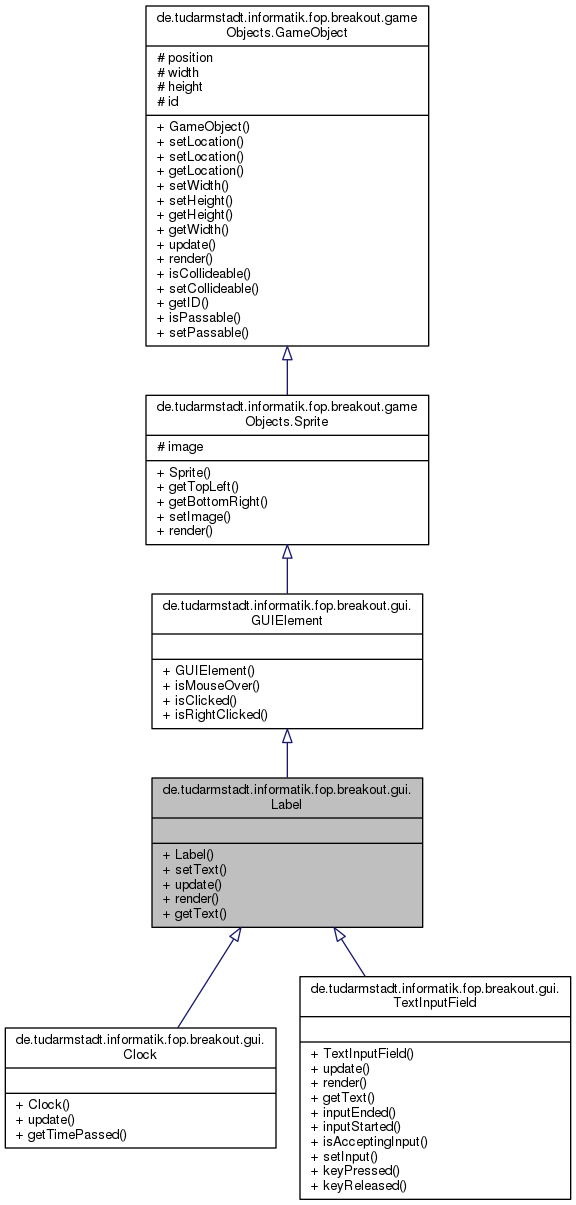 de.tudarmstadt.informatik.fop.breakout.game
Objects.GameObject
# position
# width
# height
# id
+ GameObject()
+ setLocation()
+ setLocation()
+ getLocation()
+ setWidth()
+ setHeight()
+ getHeight()
+ getWidth()
+ update()
+ render()
+ isCollideable()
+ setCollideable()
+ getID()
+ isPassable()
+ setPassable()
de.tudarmstadt.informatik.fop.breakout.game
Objects.Sprite
# image
+ Sprite()
+ getTopLeft()
+ getBottomRight()
+ setImage()
+ render()
de.tudarmstadt.informatik.fop.breakout.gui.
GUIElement
+ GUIElement()
+ isMouseOver()
+ isClicked()
+ isRightClicked()
de.tudarmstadt.informatik.fop.breakout.gui.
Label
+ Label()
+ setText()
+ update()
+ render()
+ getText()
de.tudarmstadt.informatik.fop.breakout.gui.
Clock
+ Clock()
+ update()
+ getTimePassed()
de.tudarmstadt.informatik.fop.breakout.gui.
TextInputField
+ TextInputField()
+ update()
+ render()
+ getText()
+ inputEnded()
+ inputStarted()
+ isAcceptingInput()
+ setInput()
+ keyPressed()
+ keyReleased()